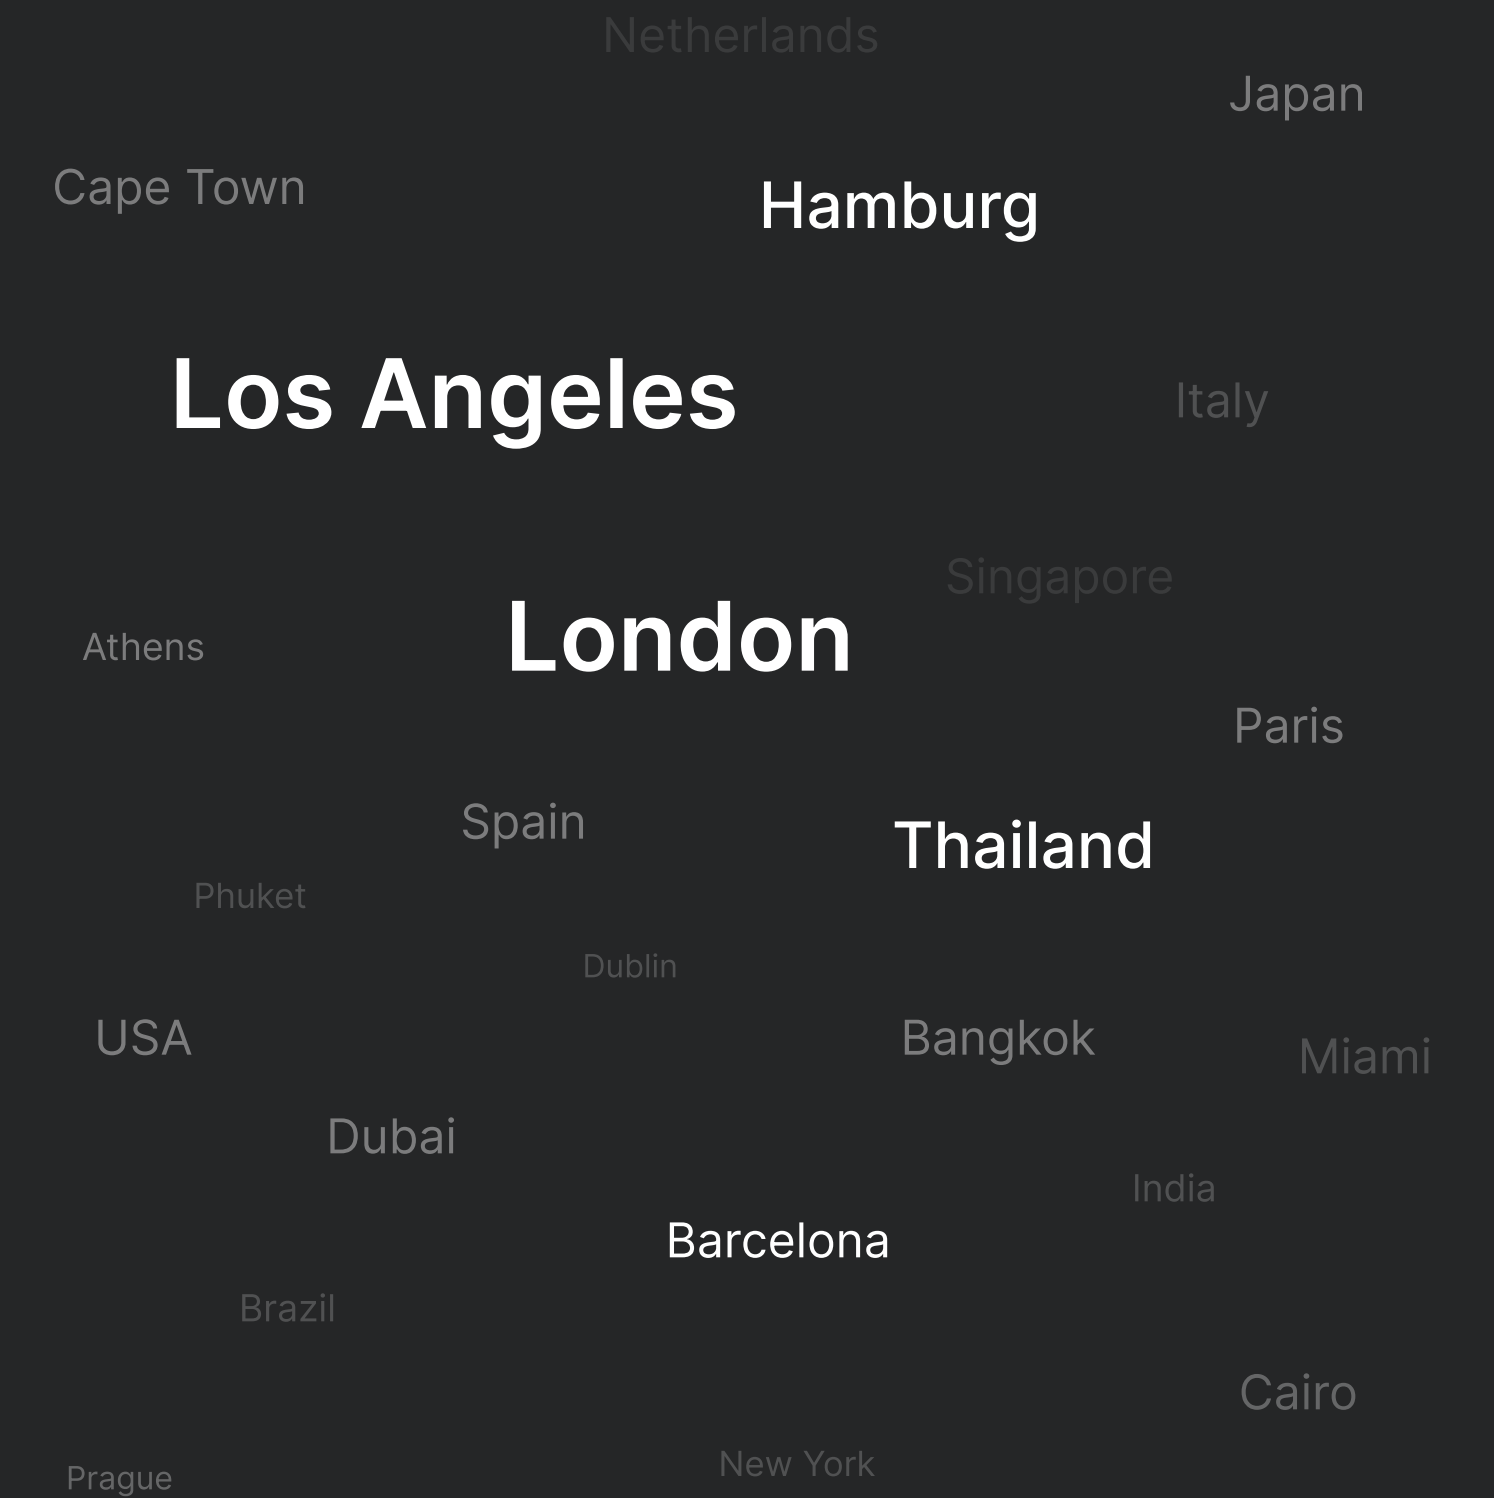 Netherlands
Japan
Cape Town
Hamburg
Los Angeles
Italy
Singapore
London
Athens
Paris
Spain
Thailand
Phuket
Dublin
USA
Bangkok
Miami
Dubai
India
Barcelona
Brazil
Cairo
New York
Prague